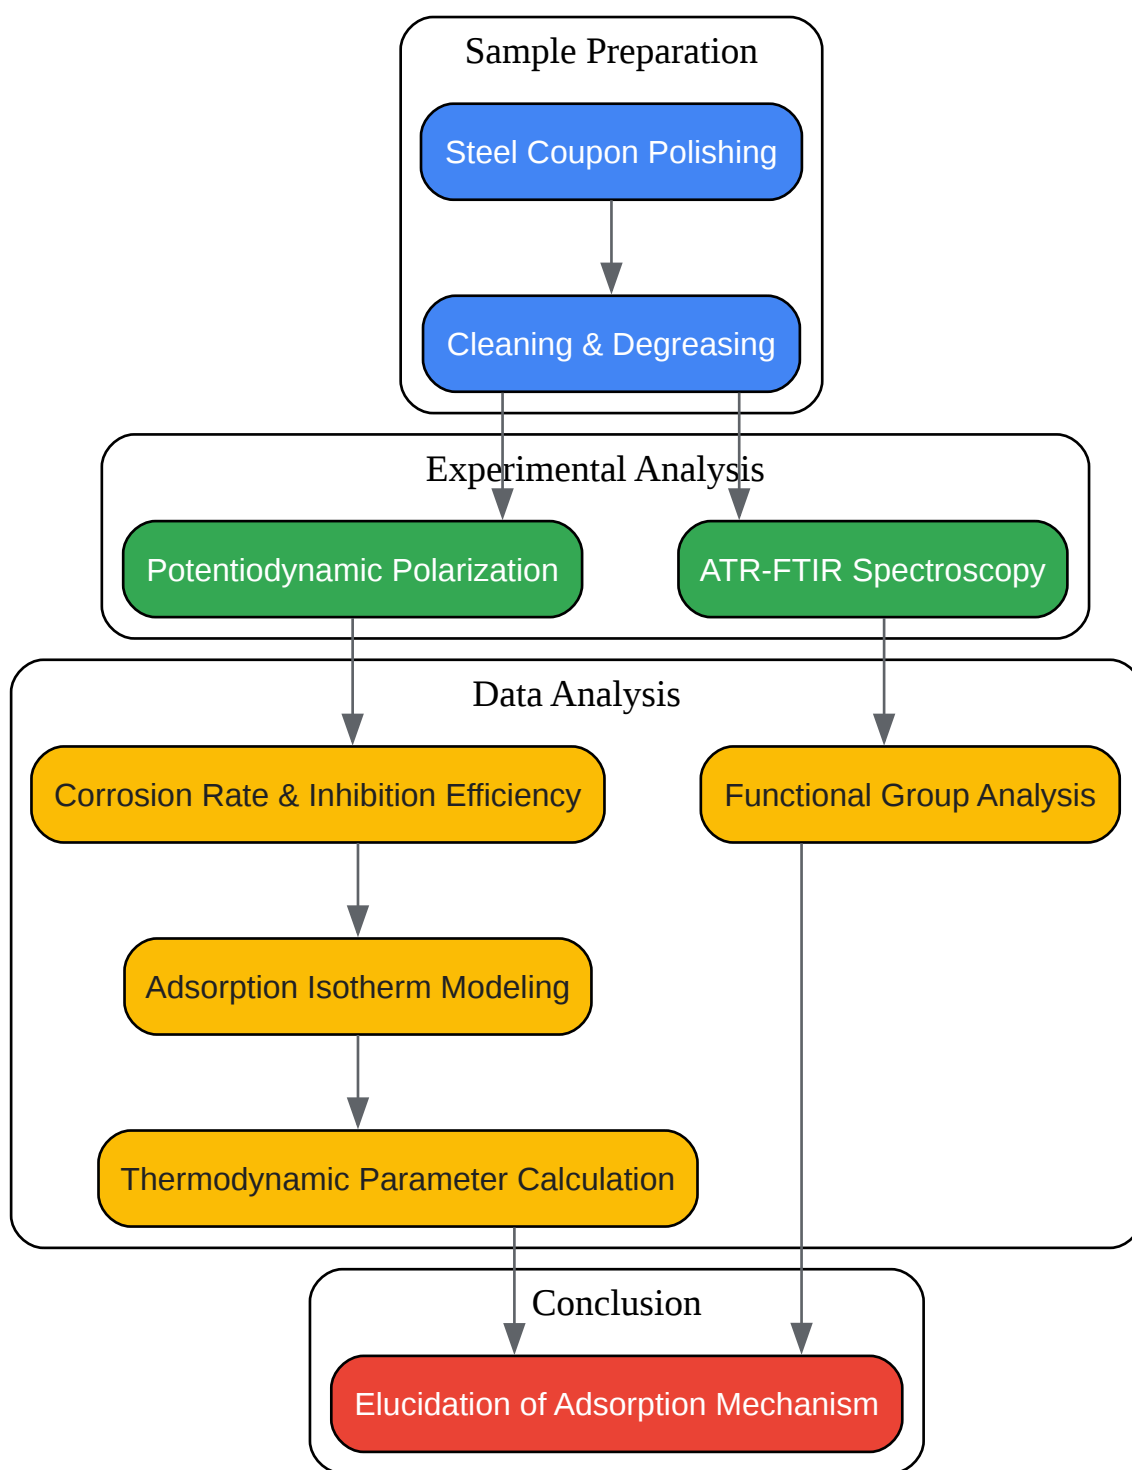 Sample Preparation
Steel Coupon Polishing
Cleaning & Degreasing
Experimental Analysis
Potentiodynamic Polarization
ATR-FTIR Spectroscopy
Data Analysis
Corrosion Rate & Inhibition Efficiency
Functional Group Analysis
Adsorption Isotherm Modeling
Thermodynamic Parameter Calculation
Conclusion
Elucidation of Adsorption Mechanism